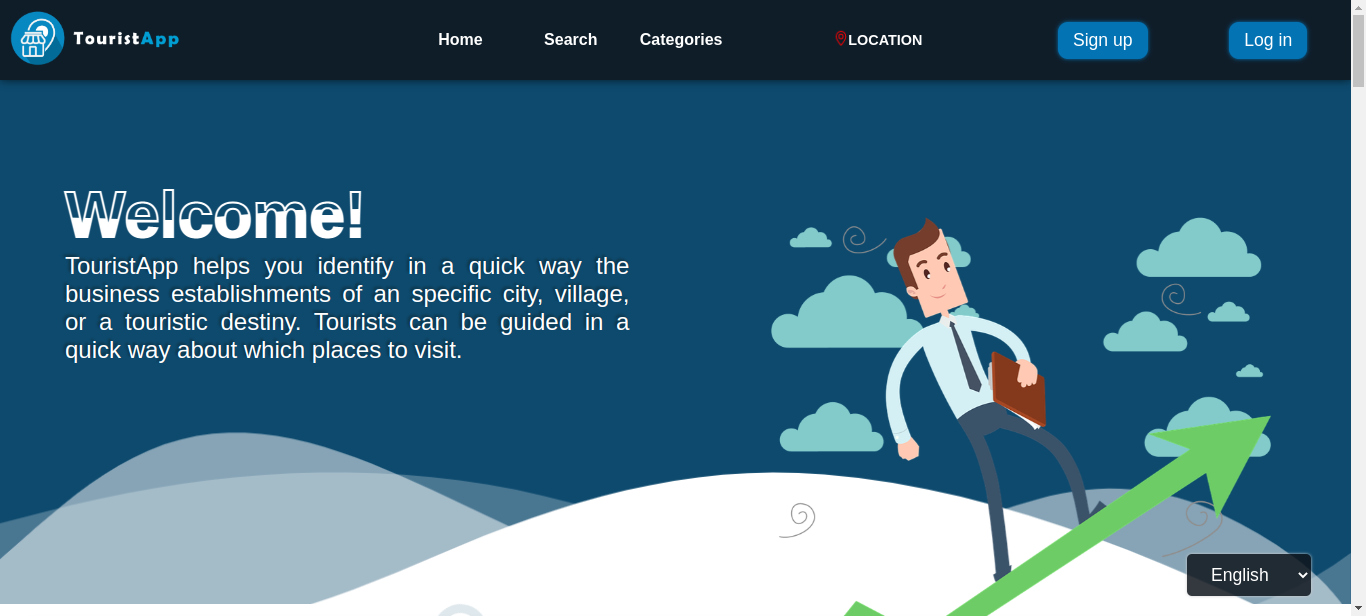 TouristApp
Home
Search
Categories
LOCATION
Sign up
Log in
Welcome!
TouristApp helps you identify in a quick way the
business establishments of an specific city, village,
or a touristic destiny. Tourists can be guided in a
quick way about which places to visit.
English